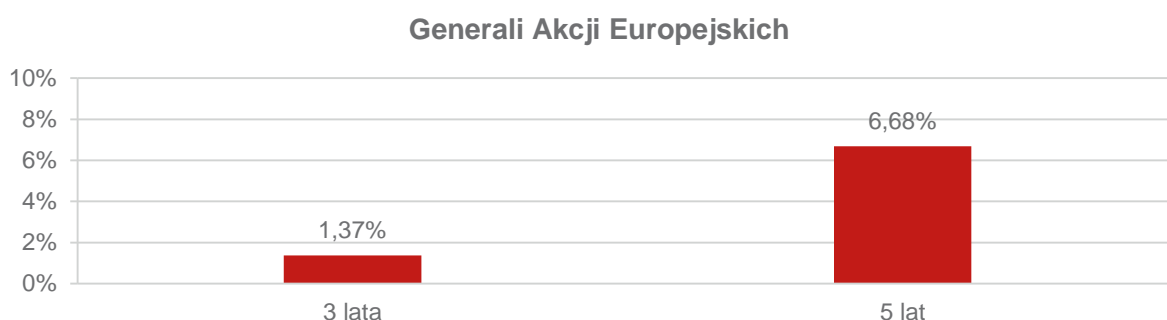 Generali Akcji Europejskich
10%
8%
6%
4%
2%
0%
1,37%
6,68%
3 lata
5 lat